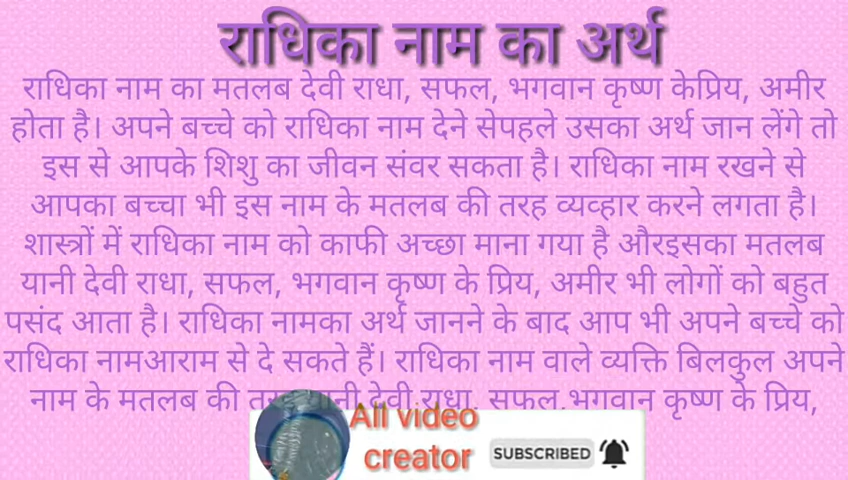 राधिका नाम का अर्थ
राधिका नाम का मतलब देवी राधा, सफल, भगवान कृष्ण केप्रिय, अमीर
होता है। अपने बच्चे को राधिका नाम देने सेपहले उसका अर्थ जान लेंगे तो
इस से आपके शिशु का जीवन संवर सकता है। राधिका नाम रखने से
आपका बच्चा भी इस नाम के मतलब की तरह व्यव्हार करने लगता है।
शास्त्रों में राधिका नाम को काफी अच्छा माना गया है औरइसका मतलब
यानी देवी राधा, सफल, भगवान कृष्ण के प्रिय, अमीर भी लोगों को बहुत
पसंद आता है। राधिका नामका अर्थ जानने के बाद आप भी अपने बच्चे को
राधिका नामआराम से दे सकते हैं। राधिका नाम वाले व्यक्ति बिलकुल अपने
नाम के मतलब की देवी राधा, सफल,भगवान कृष्ण के प्रिय,
All video
creator
SUBSCRIBED